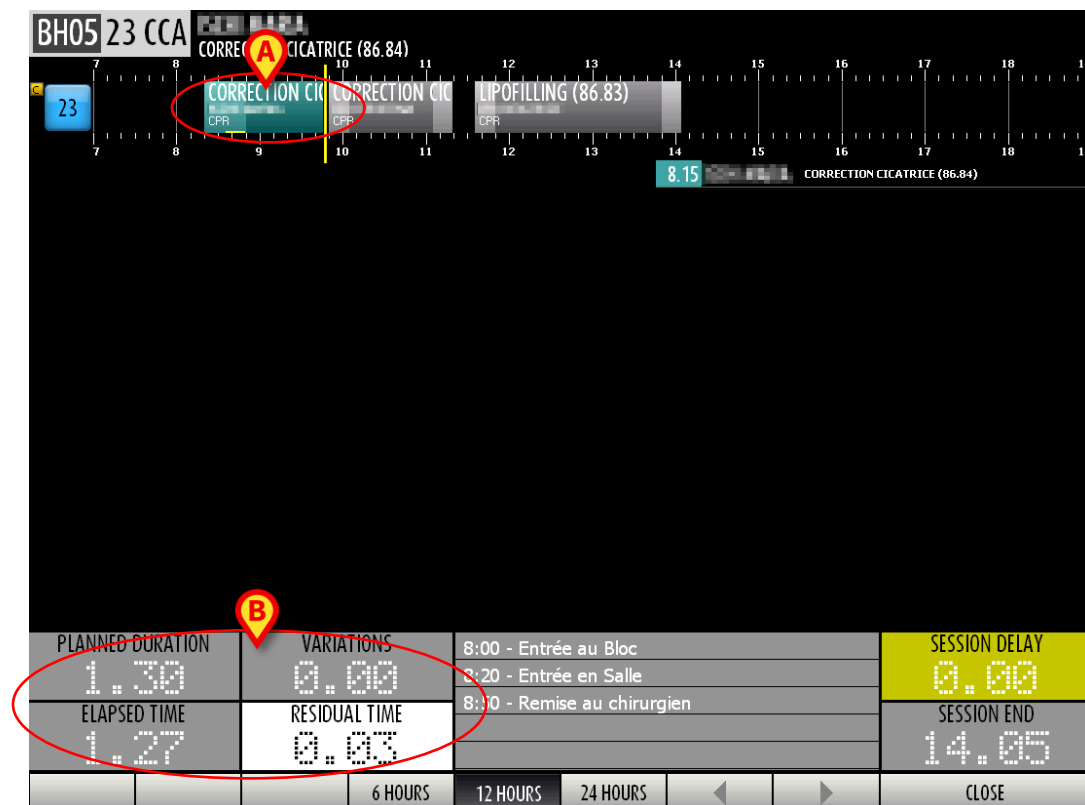 BH05 23 CCA
CORRE CICATRICE (86.84)
A
7 8 10 11 12 13 14 15 16 17 18 1
C
23
CORRECTION CIC
CPR
CORRECTION CIC
CPR
LIPOFILLING (86.83)
CPR
7 8 9 10 11 12 13 14 15 16 17 18 1
8.15 CORRECTION CICATRICE (86.84)
B
PLANNED DURATION
1.30
VARIATIONS
0.00
ELAPSED TIME
1.27
RESIDUAL TIME
0.03
8:00 - Entrée au Bloc
8:20 - Entrée en Salle
8:50 - Remise au chirurgien
SESSION DELAY
0.00
SESSION END
14.05
6 HOURS 12 HOURS 24 HOURS CLOSE